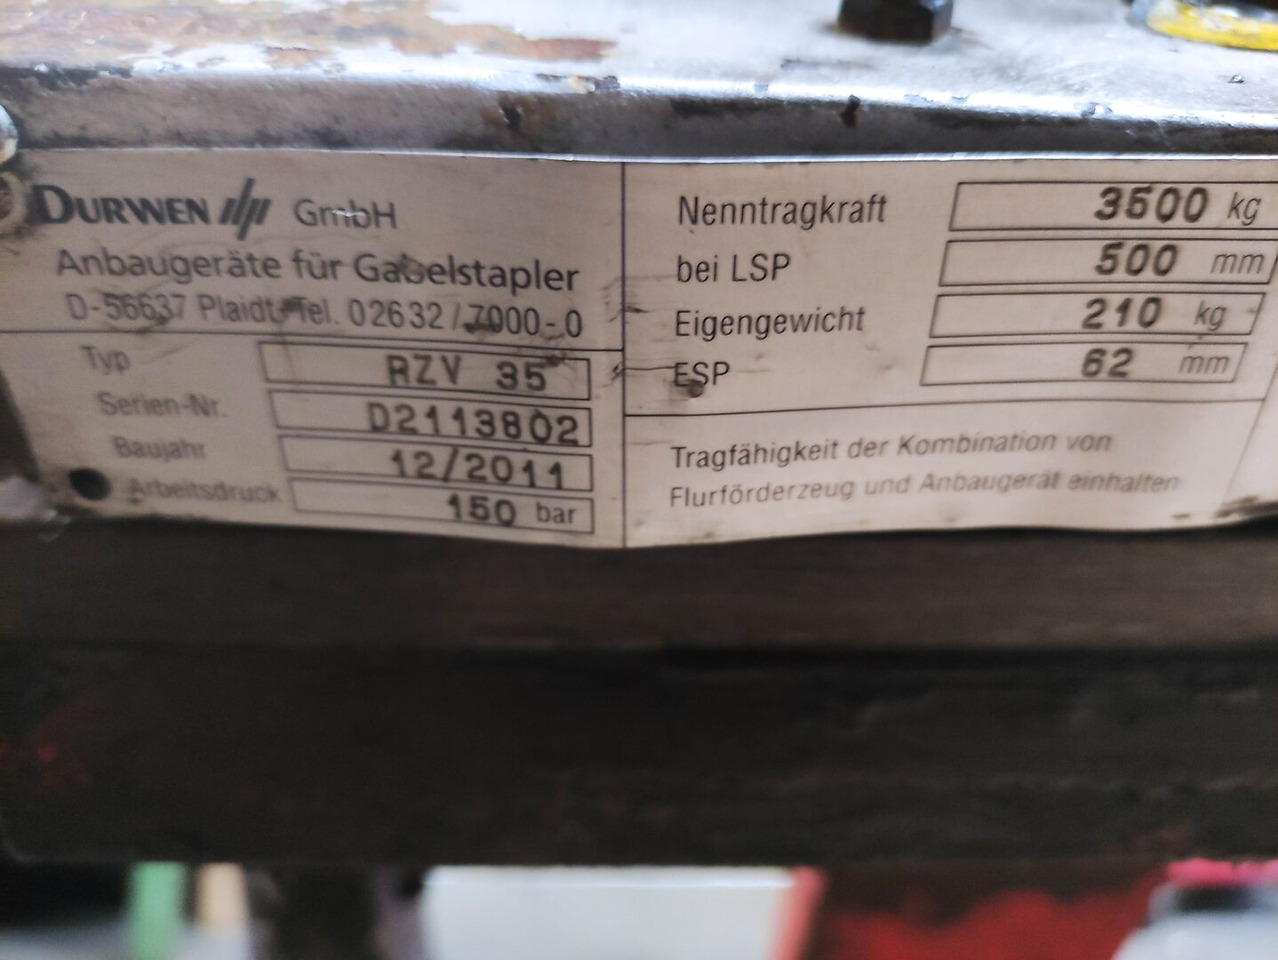 DURWEN GmbH
Anbaugeräte für Gabelstapler
D-56637 Plaidt Tel. 02632/7000-0
Typ RZV 35
Serien-Nr. D2113802
Baujahr 12/2011
Arbeitsdruck 150 bar
Nenntragkraft 3500 kg
bei LSP 500 mm
Eigengewicht 210 kg
ESP 62 mm
Tragfähigkeit der Kombination von
Flurförderzeug und Anbaugerät einhalten